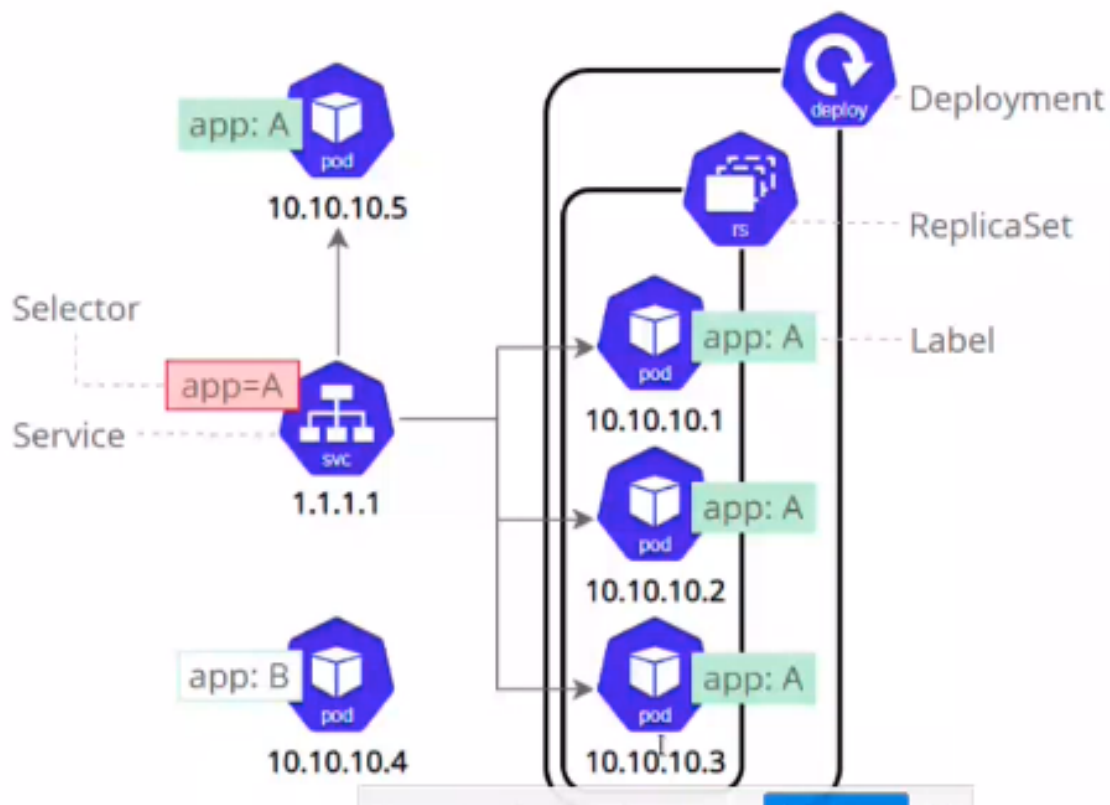 deploy
Deployment
app: A
pod
10.10.10.5
rs
ReplicaSet
Selector
app=A
Service
svc
1.1.1.1
pod
app: A
Label
10.10.10.1
pod
app: A
10.10.10.2
app: B
pod
10.10.10.4
pod
app: A
10.10.10.3